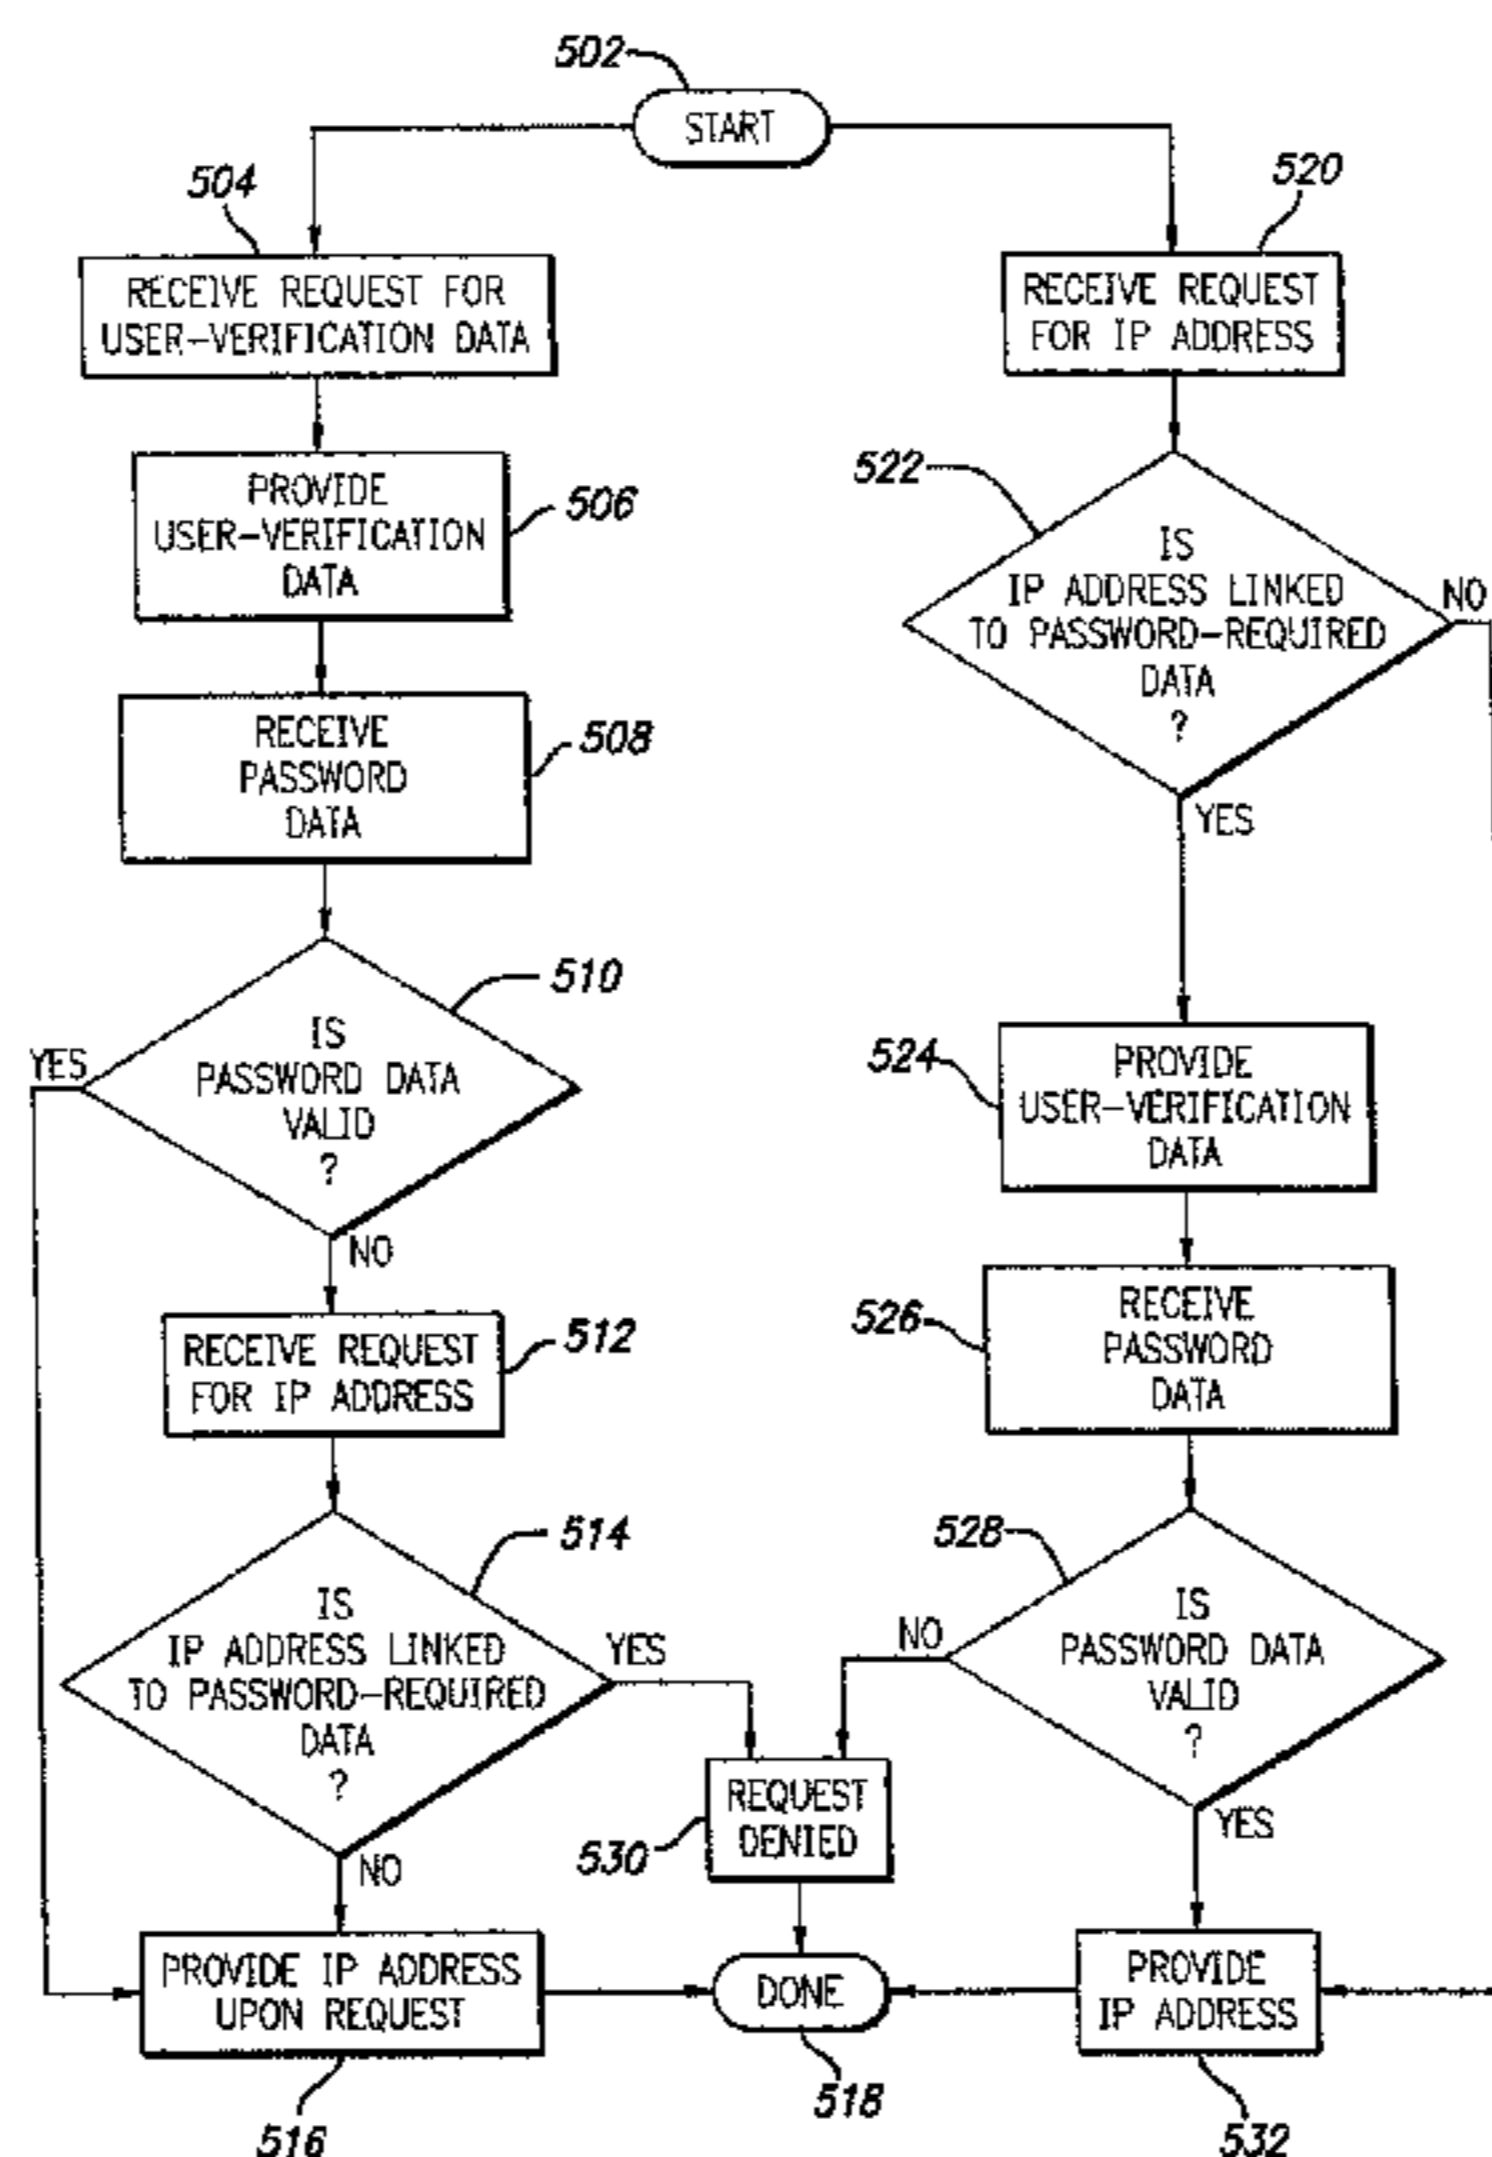 502
START
504
RECEIVE REQUEST FOR
USER-VERIFICATION DATA
506
PROVIDE
USER-VERIFICATION
DATA
508
RECEIVE
PASSWORD
DATA
510
IS
PASSWORD DATA
VALID
?
YES
NO
512
RECEIVE REQUEST
FOR IP ADDRESS
514
IS
IP ADDRESS LINKED
TO PASSWORD-REQUIRED
DATA
?
YES
NO
PROVIDE IP ADDRESS
UPON REQUEST
516
520
RECEIVE REQUEST
FOR IP ADDRESS
522
IS
IP ADDRESS LINKED
TO PASSWORD-REQUIRED
DATA
?
NO
YES
524
PROVIDE
USER-VERIFICATION
DATA
526
RECEIVE
PASSWORD
DATA
528
IS
PASSWORD DATA
VALID
?
NO
YES
REQUEST
DENIED
530
DONE
518
PROVIDE
IP ADDRESS
532